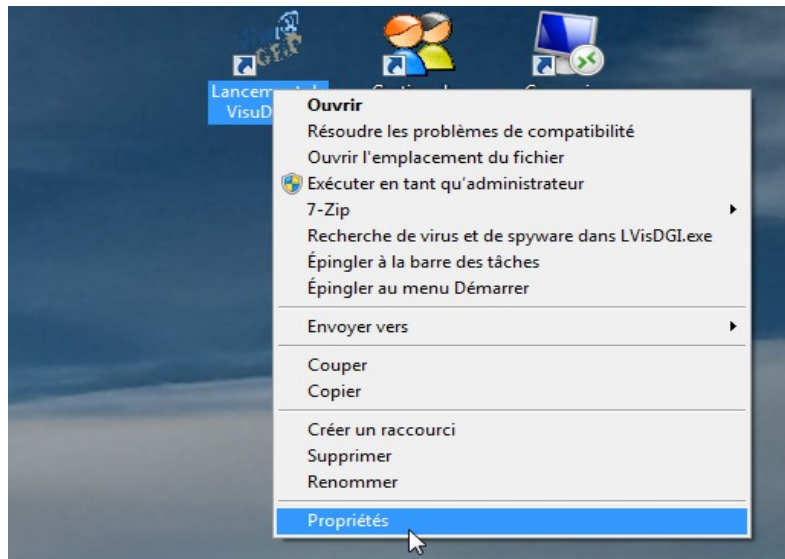 GEF
VisuD
Ouvrir
Résoudre les problèmes de compatibilité
Ouvrir l'emplacement du fichier
Exécuter en tant qu'administrateur
7-Zip
Recherche de virus et de spyware dans LVisDGI.exe
Épingler à la barre des tâches
Épingler au menu Démarrer
Envoyer vers
Couper
Copier
Créer un raccourci
Supprimer
Renommer
Propriétés